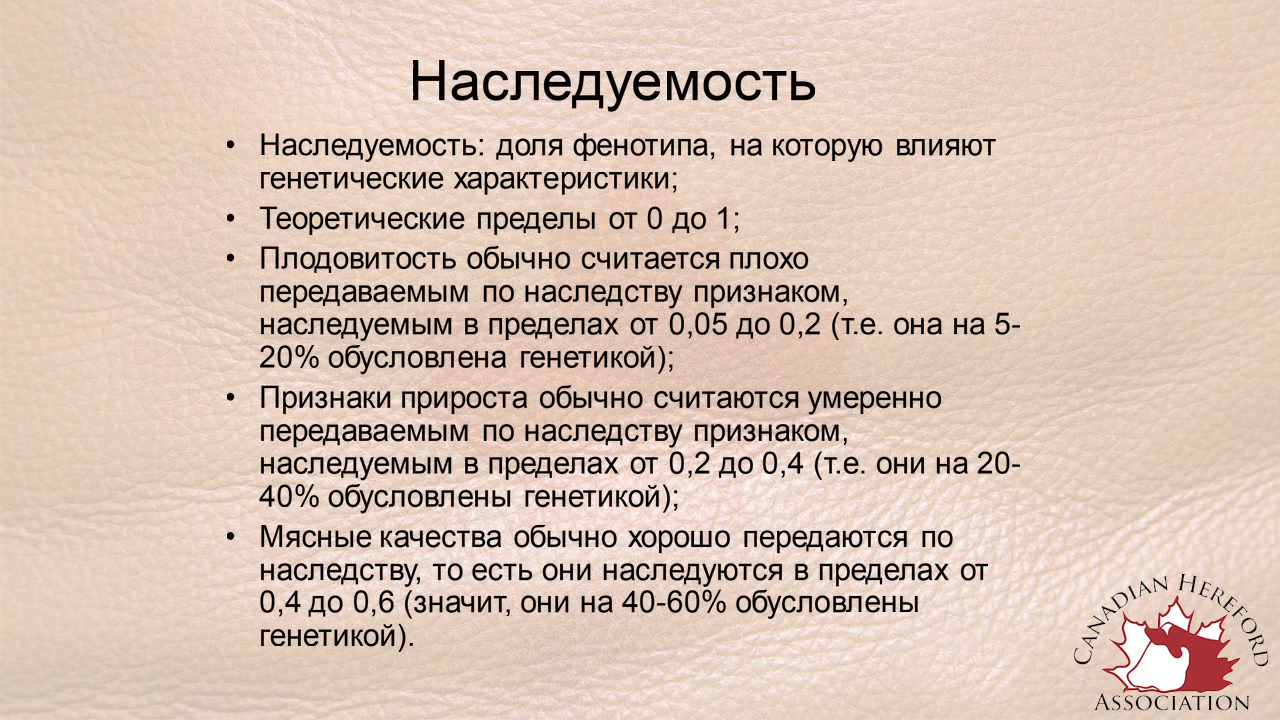 Наследуемость
• Наследуемость: доля фенотипа, на которую влияют
генетические характеристики;
• Теоретические пределы от 0 до 1;
• Плодовитость обычно считается плохо
передаваемым по наследству признаком,
наследуемым в пределах от 0,05 до 0,2 (т.е. она на 5-
20% обусловлена генетикой);
• Признаки прироста обычно считаются умеренно
передаваемым по наследству признаком,
наследуемым в пределах от 0,2 до 0,4 (т.е. они на 20-
40% обусловлены генетикой);
• Мясные качества обычно хорошо передаются по
наследству, то есть они наследуются в пределах от
0,4 до 0,6 (значит, они на 40-60% обусловлены
генетикой).
CANADIAN HEREFORD
ASSOCIATION